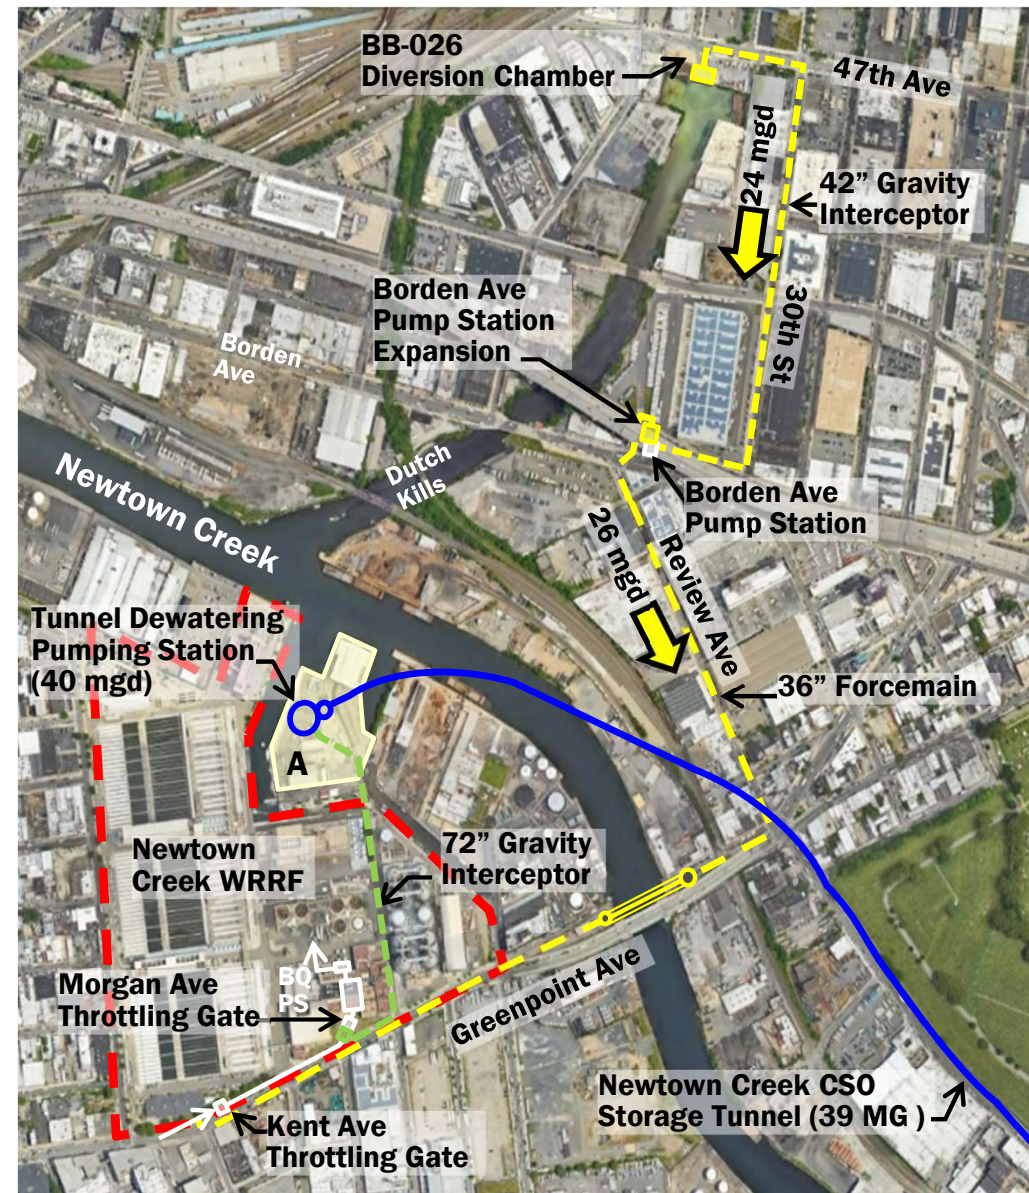 BB-026
Diversion Chamber
47th Ave
24 mgd
42” Gravity
Interceptor
30th St
Borden Ave
Pump Station
Expansion
Borden
Ave
Dutch
Kills
Newtown Creek
Borden Ave
Pump Station
26 mgd
Review Ave
Tunnel Dewatering
Pumping Station
(40 mgd)
36” Forcemain
A
Newtown
Creek WRRF
72” Gravity
Interceptor
BQ
PS
Morgan Ave
Throttling Gate
Greenpoint Ave
Newtown Creek CSO
Storage Tunnel (39 MG )
Kent Ave
Throttling Gate